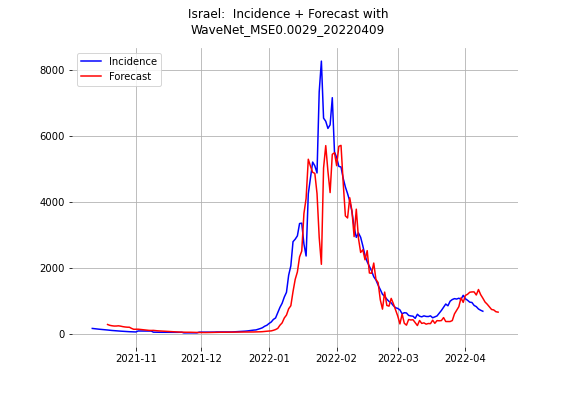 Israel:  Incidence + Forecast with
WaveNet_MSE0.0029_20220409
Incidence
Forecast
8000
6000
4000
2000
0
2021-11 2021-12 2022-01 2022-02 2022-03 2022-04